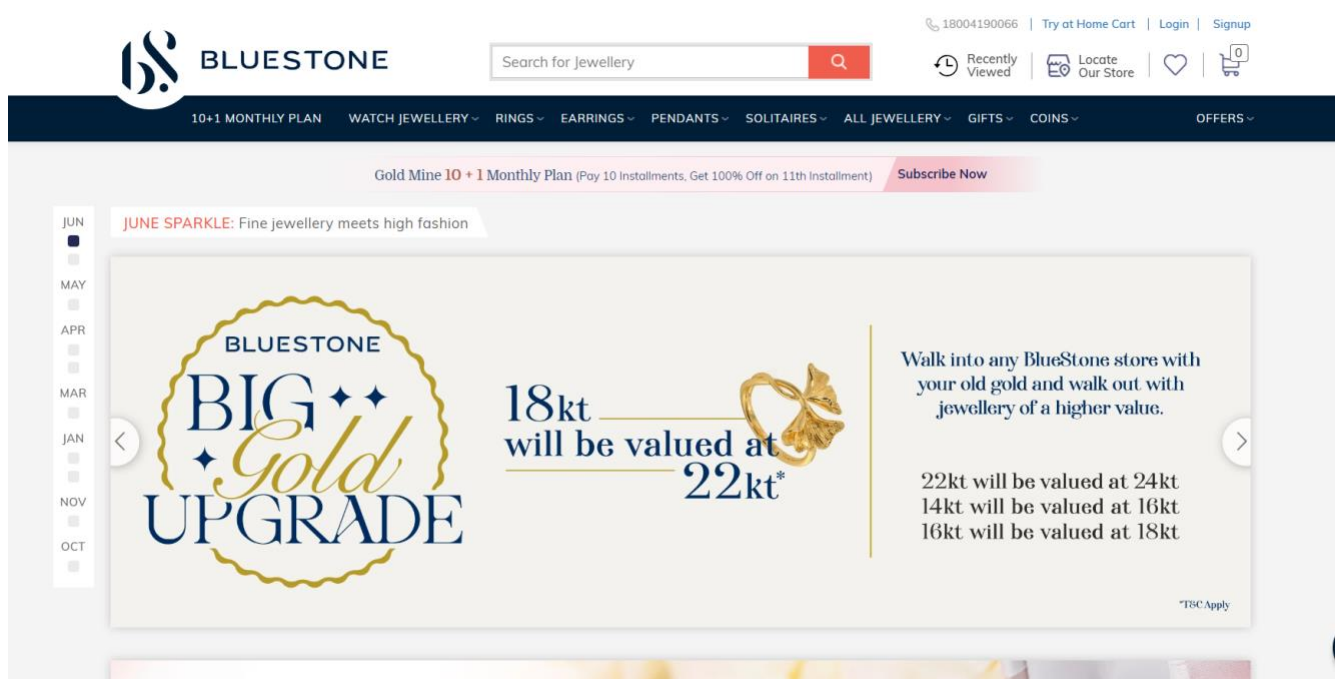 18004190066 | Try at Home Cart | Login | Signup
BLUESTONE
Search for Jewellery
Recently Viewed
Locate Our Store
0
10+1 MONTHLY PLAN WATCH JEWELLERY RINGS EARRINGS PENDANTS SOLITAIRES ALL JEWELLERY GIFTS COINS OFFERS
Gold Mine 10 + 1 Monthly Plan (Pay 10 Installments, Get 100% Off on 11th Installment) Subscribe Now
JUN
MAY
APR
MAR
JAN
NOV
OCT
JUNE SPARKLE: Fine jewellery meets high fashion
BLUESTONE
BIG
Gold
UPGRADE
18kt
will be valued at
22kt*
Walk into any BlueStone store with
your old gold and walk out with
jewellery of a higher value.
22kt will be valued at 24kt
14kt will be valued at 16kt
16kt will be valued at 18kt
*T&C Apply